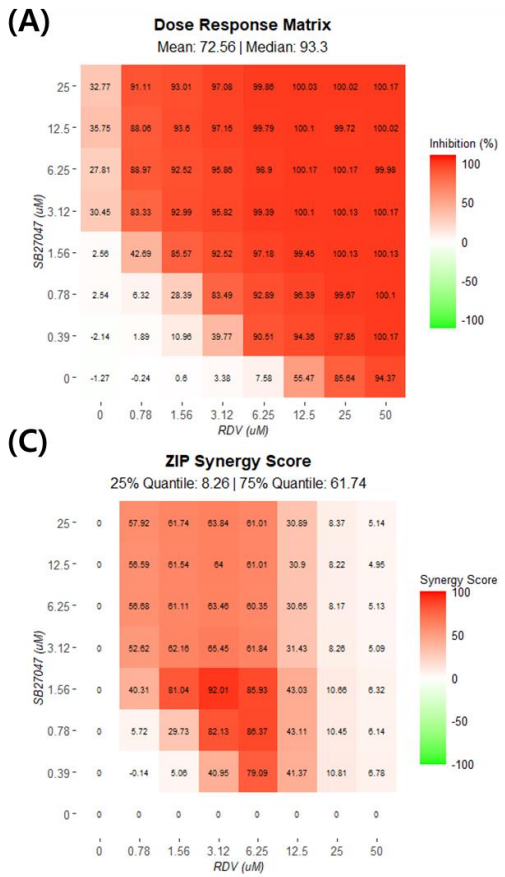 (A)
Dose Response Matrix
Mean: 72.56 | Median: 93.3
25 32.77 91.11 93.01 97.08 99.86 100.03 100.02 100.17
12.5 35.75 88.06 93.6 97.16 99.79 100.1 99.72 100.02
6.25 27.81 88.97 92.52 95.86 98.9 100.17 100.17 99.98
3.12 30.45 83.33 92.99 95.82 99.39 100.1 100.13 100.17
1.56 2.56 42.69 85.57 92.52 97.18 99.45 100.13 100.13
0.78 2.54 6.32 28.39 83.49 92.89 96.39 99.67 100.1
0.39 -2.14 1.89 10.96 39.77 90.51 94.36 97.85 100.17
0 -1.27 -0.24 0.6 3.38 7.58 55.47 85.64 94.37
0 0.78 1.56 3.12 6.25 12.5 25 50
RDV (uM)
SB27047 (uM)
Inhibition (%)
100
50
0
-50
-100
(C)
ZIP Synergy Score
25% Quantile: 8.26 | 75% Quantile: 61.74
25 0 57.92 61.74 63.84 61.01 30.89 8.37 5.14
12.5 0 56.59 61.54 64 61.01 30.9 8.22 4.95
6.25 0 56.68 61.11 63.46 60.35 30.65 8.17 5.13
3.12 0 52.62 62.16 65.45 61.84 31.43 8.26 5.09
1.56 0 40.31 81.04 92.01 85.93 43.03 10.66 6.32
0.78 0 5.72 29.73 82.13 86.37 43.11 10.45 6.14
0.39 0 -0.14 5.06 40.95 79.09 41.37 10.81 6.78
0 0 0 0 0 0 0 0 0
0 0.78 1.56 3.12 6.25 12.5 25 50
RDV (uM)
SB27047 (uM)
Synergy Score
100
50
0
-50
-100